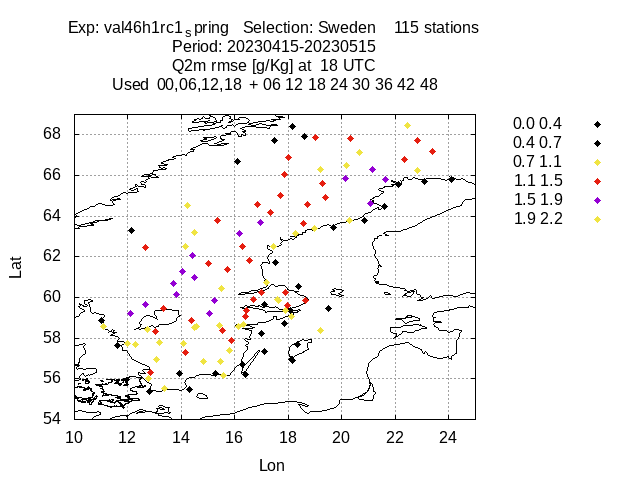 Exp: val46h1rc1spring Selection: Sweden 115 stations
Period: 20230415-20230515
Q2m rmse [g/Kg] at 18 UTC
Used 00,06,12,18 + 06 12 18 24 30 36 42 48
0.0 0.4
0.4 0.7
0.7 1.1
1.1 1.5
1.5 1.9
1.9 2.2
68
66
64
62
60
58
56
54
Lat
10 12 14 16 18 20 22 24
Lon